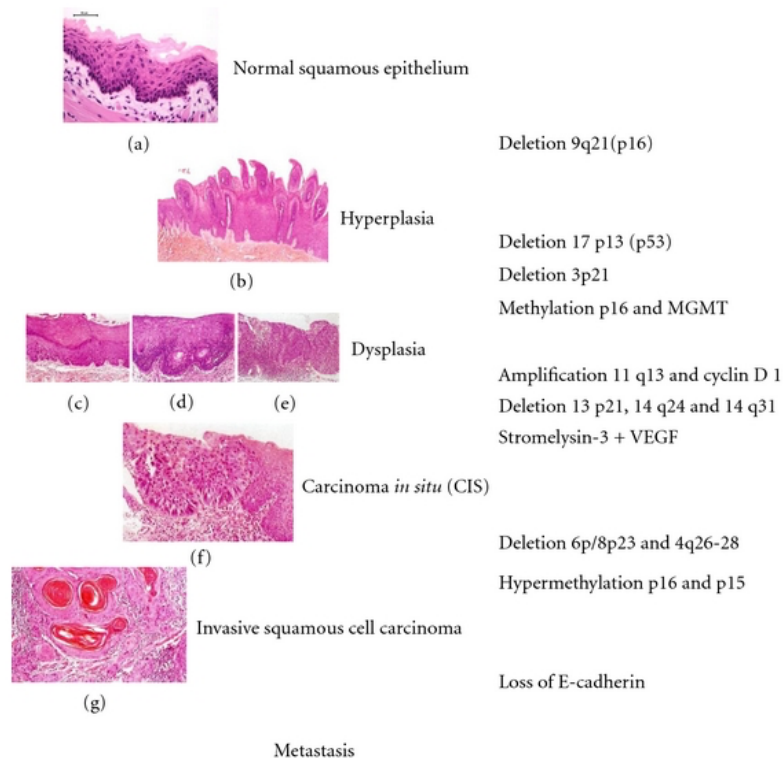 Normal squamous epithelium
(a)
Deletion 9q21(p16)
Hyperplasia
(b)
Deletion 17 p13 (p53)
Deletion 3p21
Methylation p16 and MGMT
Dysplasia
(c) (d) (e)
Amplification 11 q13 and cyclin D 1
Deletion 13 p21, 14 q24 and 14 q31
Stromelysin-3 + VEGF
Carcinoma in situ (CIS)
(f)
Deletion 6p/8p23 and 4q26-28
Hypermethylation p16 and p15
Invasive squamous cell carcinoma
(g)
Loss of E-cadherin
Metastasis